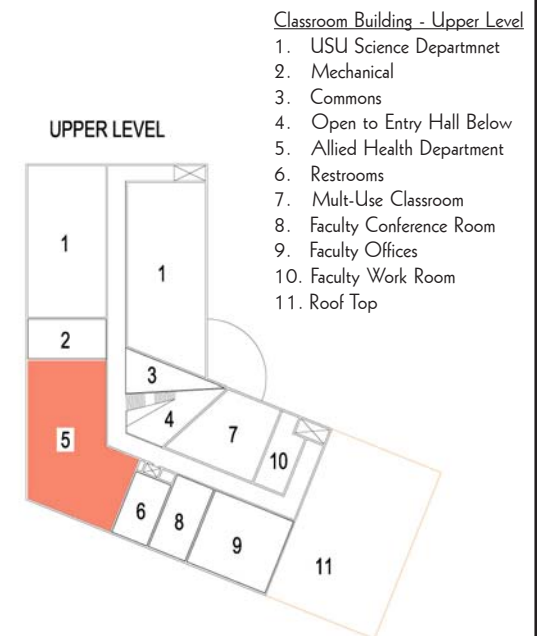 Classroom Building - Upper Level
1. USU Science Departmnet
2. Mechanical
3. Commons
4. Open to Entry Hall Below
5. Allied Health Department
6. Restrooms
7. Mult-Use Classroom
8. Faculty Conference Room
9. Faculty Offices
10. Faculty Work Room
11. Roof Top
UPPER LEVEL
1
1
2
3
4
5
7
10
6
8
9
11